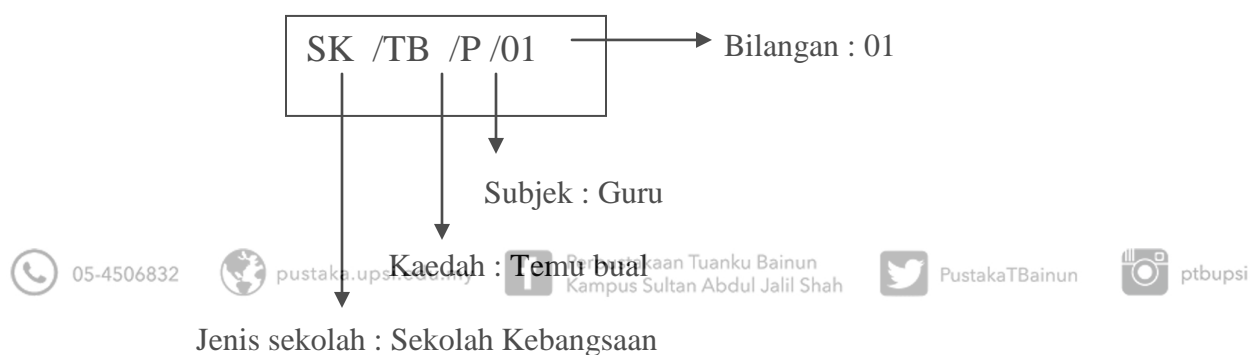 SK /TB /P /01
Bilangan : 01
Subjek : Guru
Kaedah : Temu bual
05-4506832
pustaka.upsi.edu.my
Perpustakaan Tuanku Bainun
Kampus Sultan Abdul Jalil Shah
PustakaTBainun
ptbupsi
Jenis sekolah : Sekolah Kebangsaan